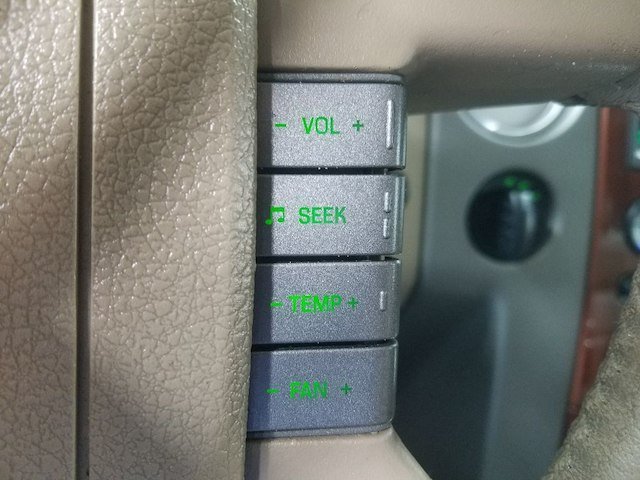 - VOL +
♫ SEEK
- TEMP +
- FAN +